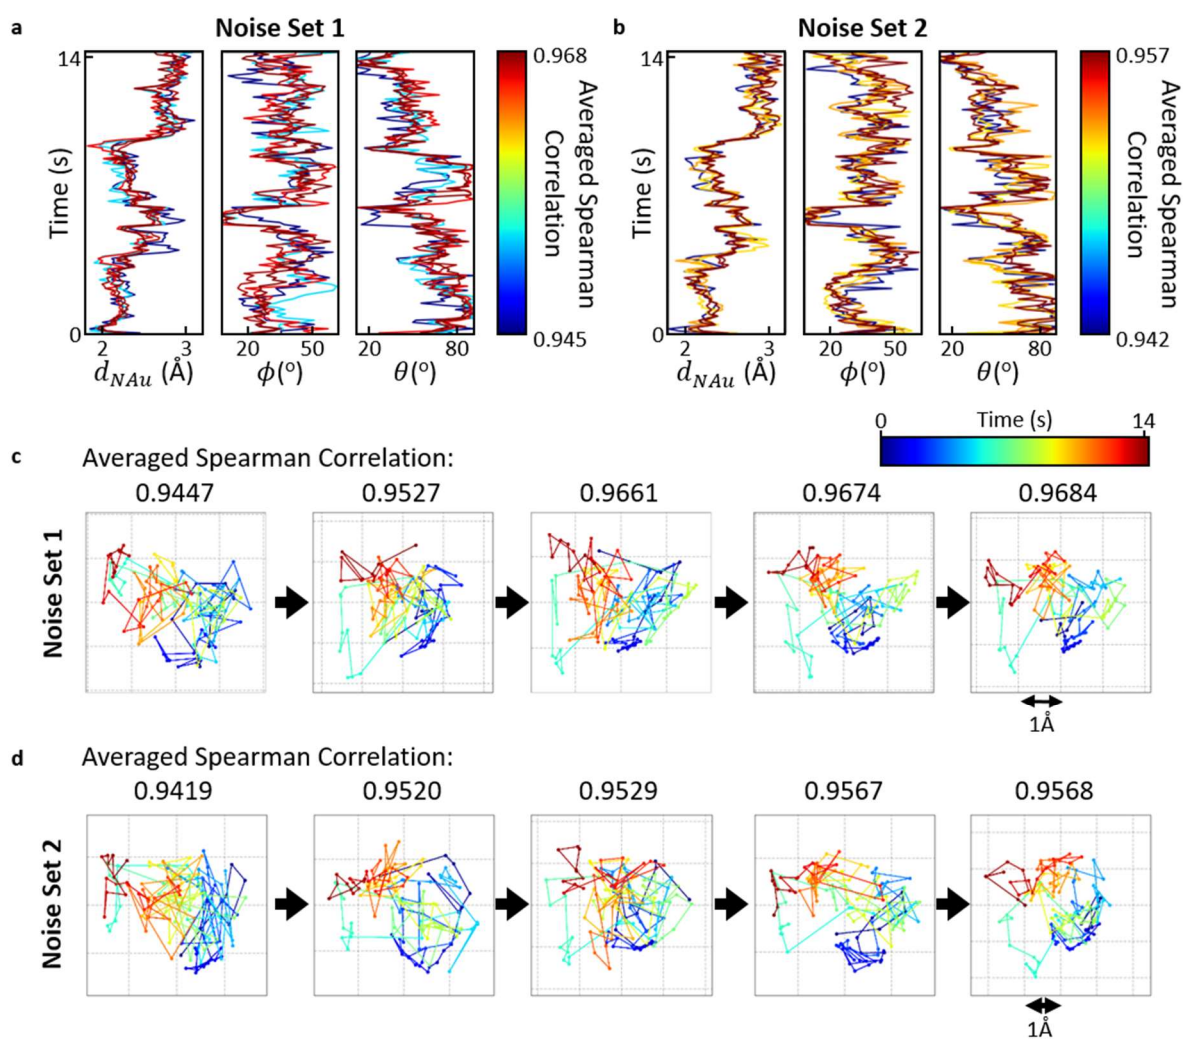 a Noise Set 1
14
0
Time (s)
2 3
d_NAu (Å)
20 50
ϕ(°)
20 80
θ(°)
0.968
0.945
Averaged Spearman
Correlation
b Noise Set 2
14
0
Time (s)
2 3
d_NAu (Å)
20 50
ϕ(°)
20 80
θ(°)
0.957
0.942
Averaged Spearman
Correlation
0 Time (s) 14
c Averaged Spearman Correlation:
0.9447 0.9527 0.9661 0.9674 0.9684
Noise Set 1
1Å
d Averaged Spearman Correlation:
0.9419 0.9520 0.9529 0.9567 0.9568
Noise Set 2
1Å